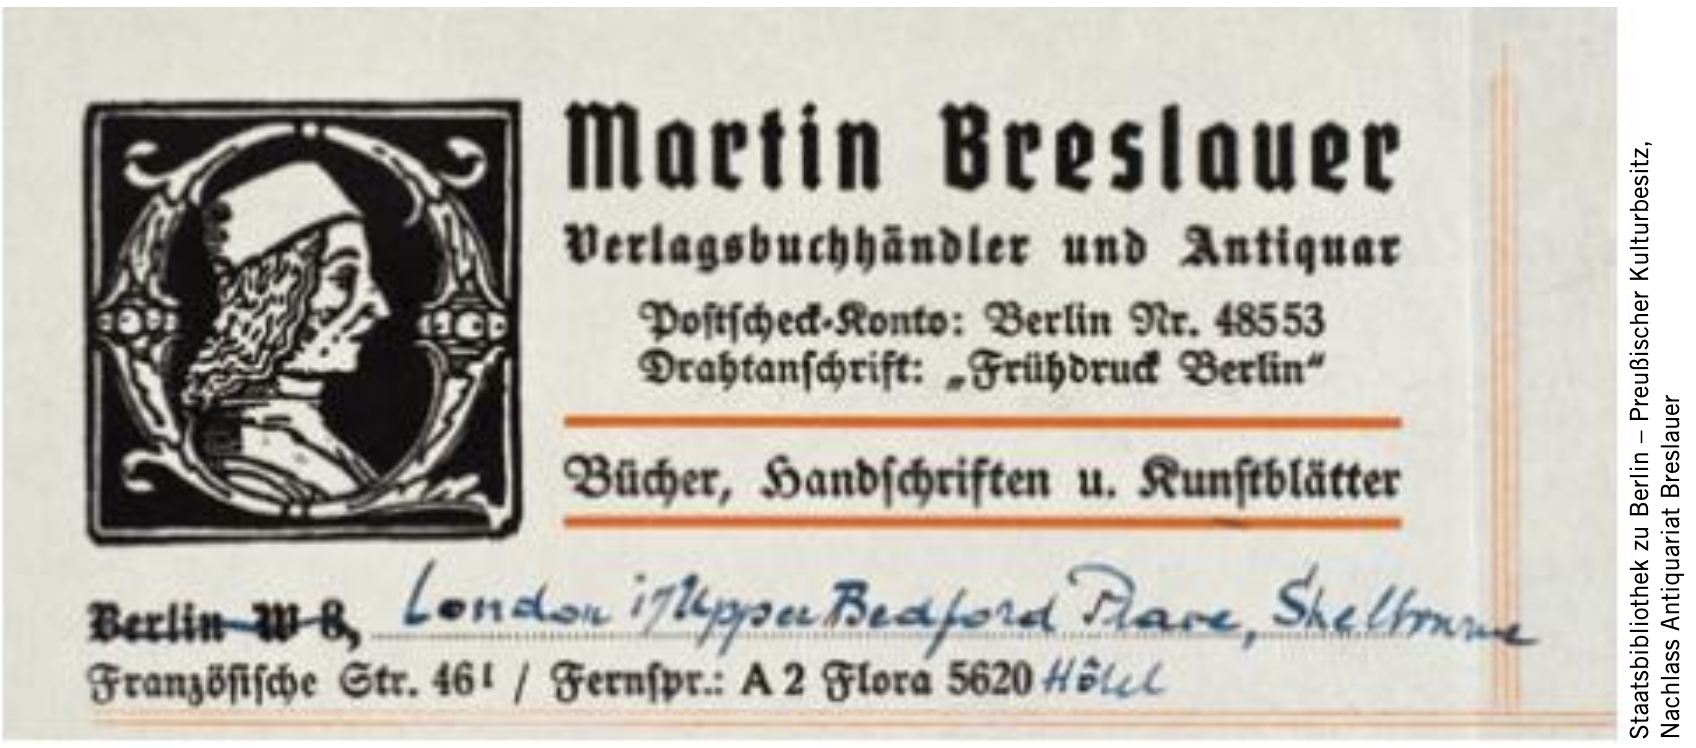 Martin Breslauer
Verlagsbuchhändler und Antiquar
Postscheck-Konto: Berlin Nr. 48553
Drahtanschrift: „Frühdruck Berlin“
Bücher, Handschriften u. Kunstblätter
Berlin W 8, London 17 Upper Bedford Place, Shelbourne
Französische Str. 46I / Fernspr.: A 2 Flora 5620 Hôtel
Staatsbibliothek zu Berlin – Preußischer Kulturbesitz,
Nachlass Antiquariat Breslauer